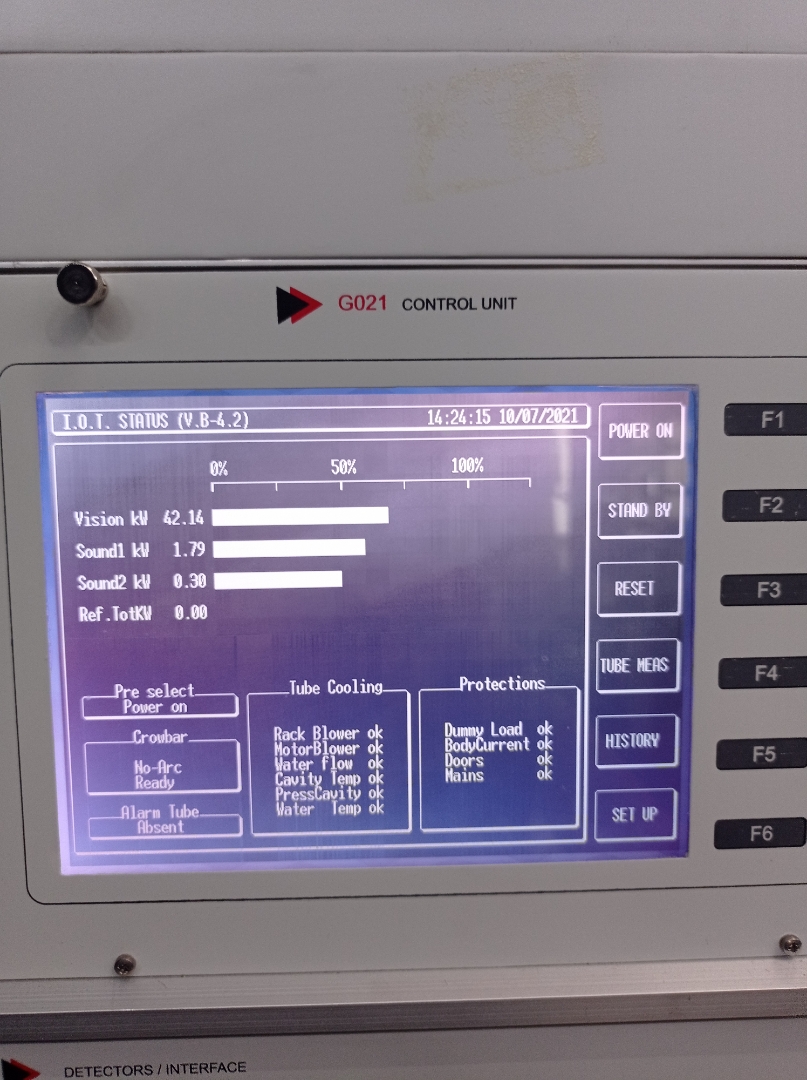 G021 CONTROL UNIT
I.O.T. STATUS (V.B-4.2) 14:24:15 10/07/2021
0% 50% 100%
Vision kW 42.14
Sound1 kW 1.79
Sound2 kW 0.30
Ref.TotKW 0.00
Pre select
Power on
Crowbar
No-Arc
Ready
Alarm Tube
Absent
Tube Cooling
Rack Blower ok
MotorBlower ok
Water flow ok
Cavity Temp ok
PressCavity ok
Water Temp ok
Protections
Dummy Load ok
BodyCurrent ok
Doors ok
Mains ok
POWER ON
STAND BY
RESET
TUBE MEAS
HISTORY
SET UP
F1
F2
F3
F4
F5
F6
DETECTORS / INTERFACE